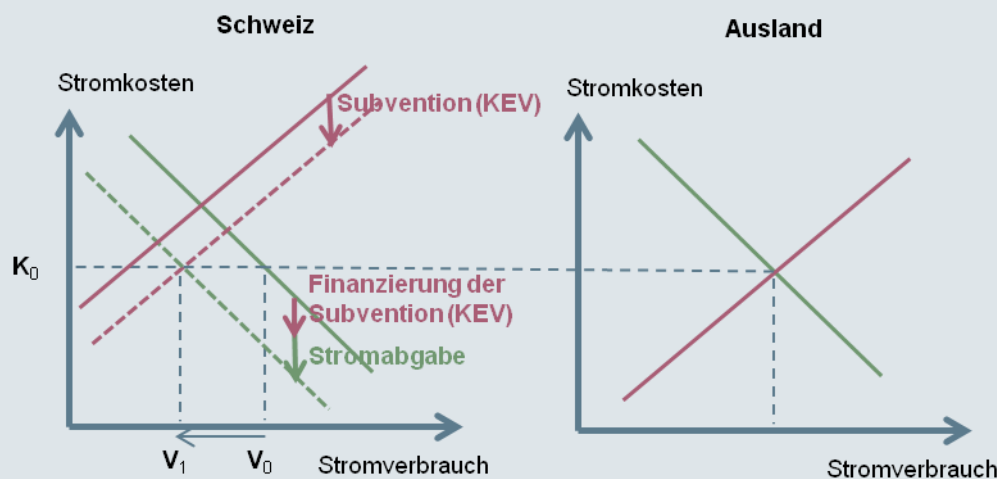 Schweiz
Stromkosten
Subvention (KEV)
K0
Finanzierung der
Subvention (KEV)
Stromabgabe
V1
V0
Stromverbrauch
Ausland
Stromkosten
Stromverbrauch